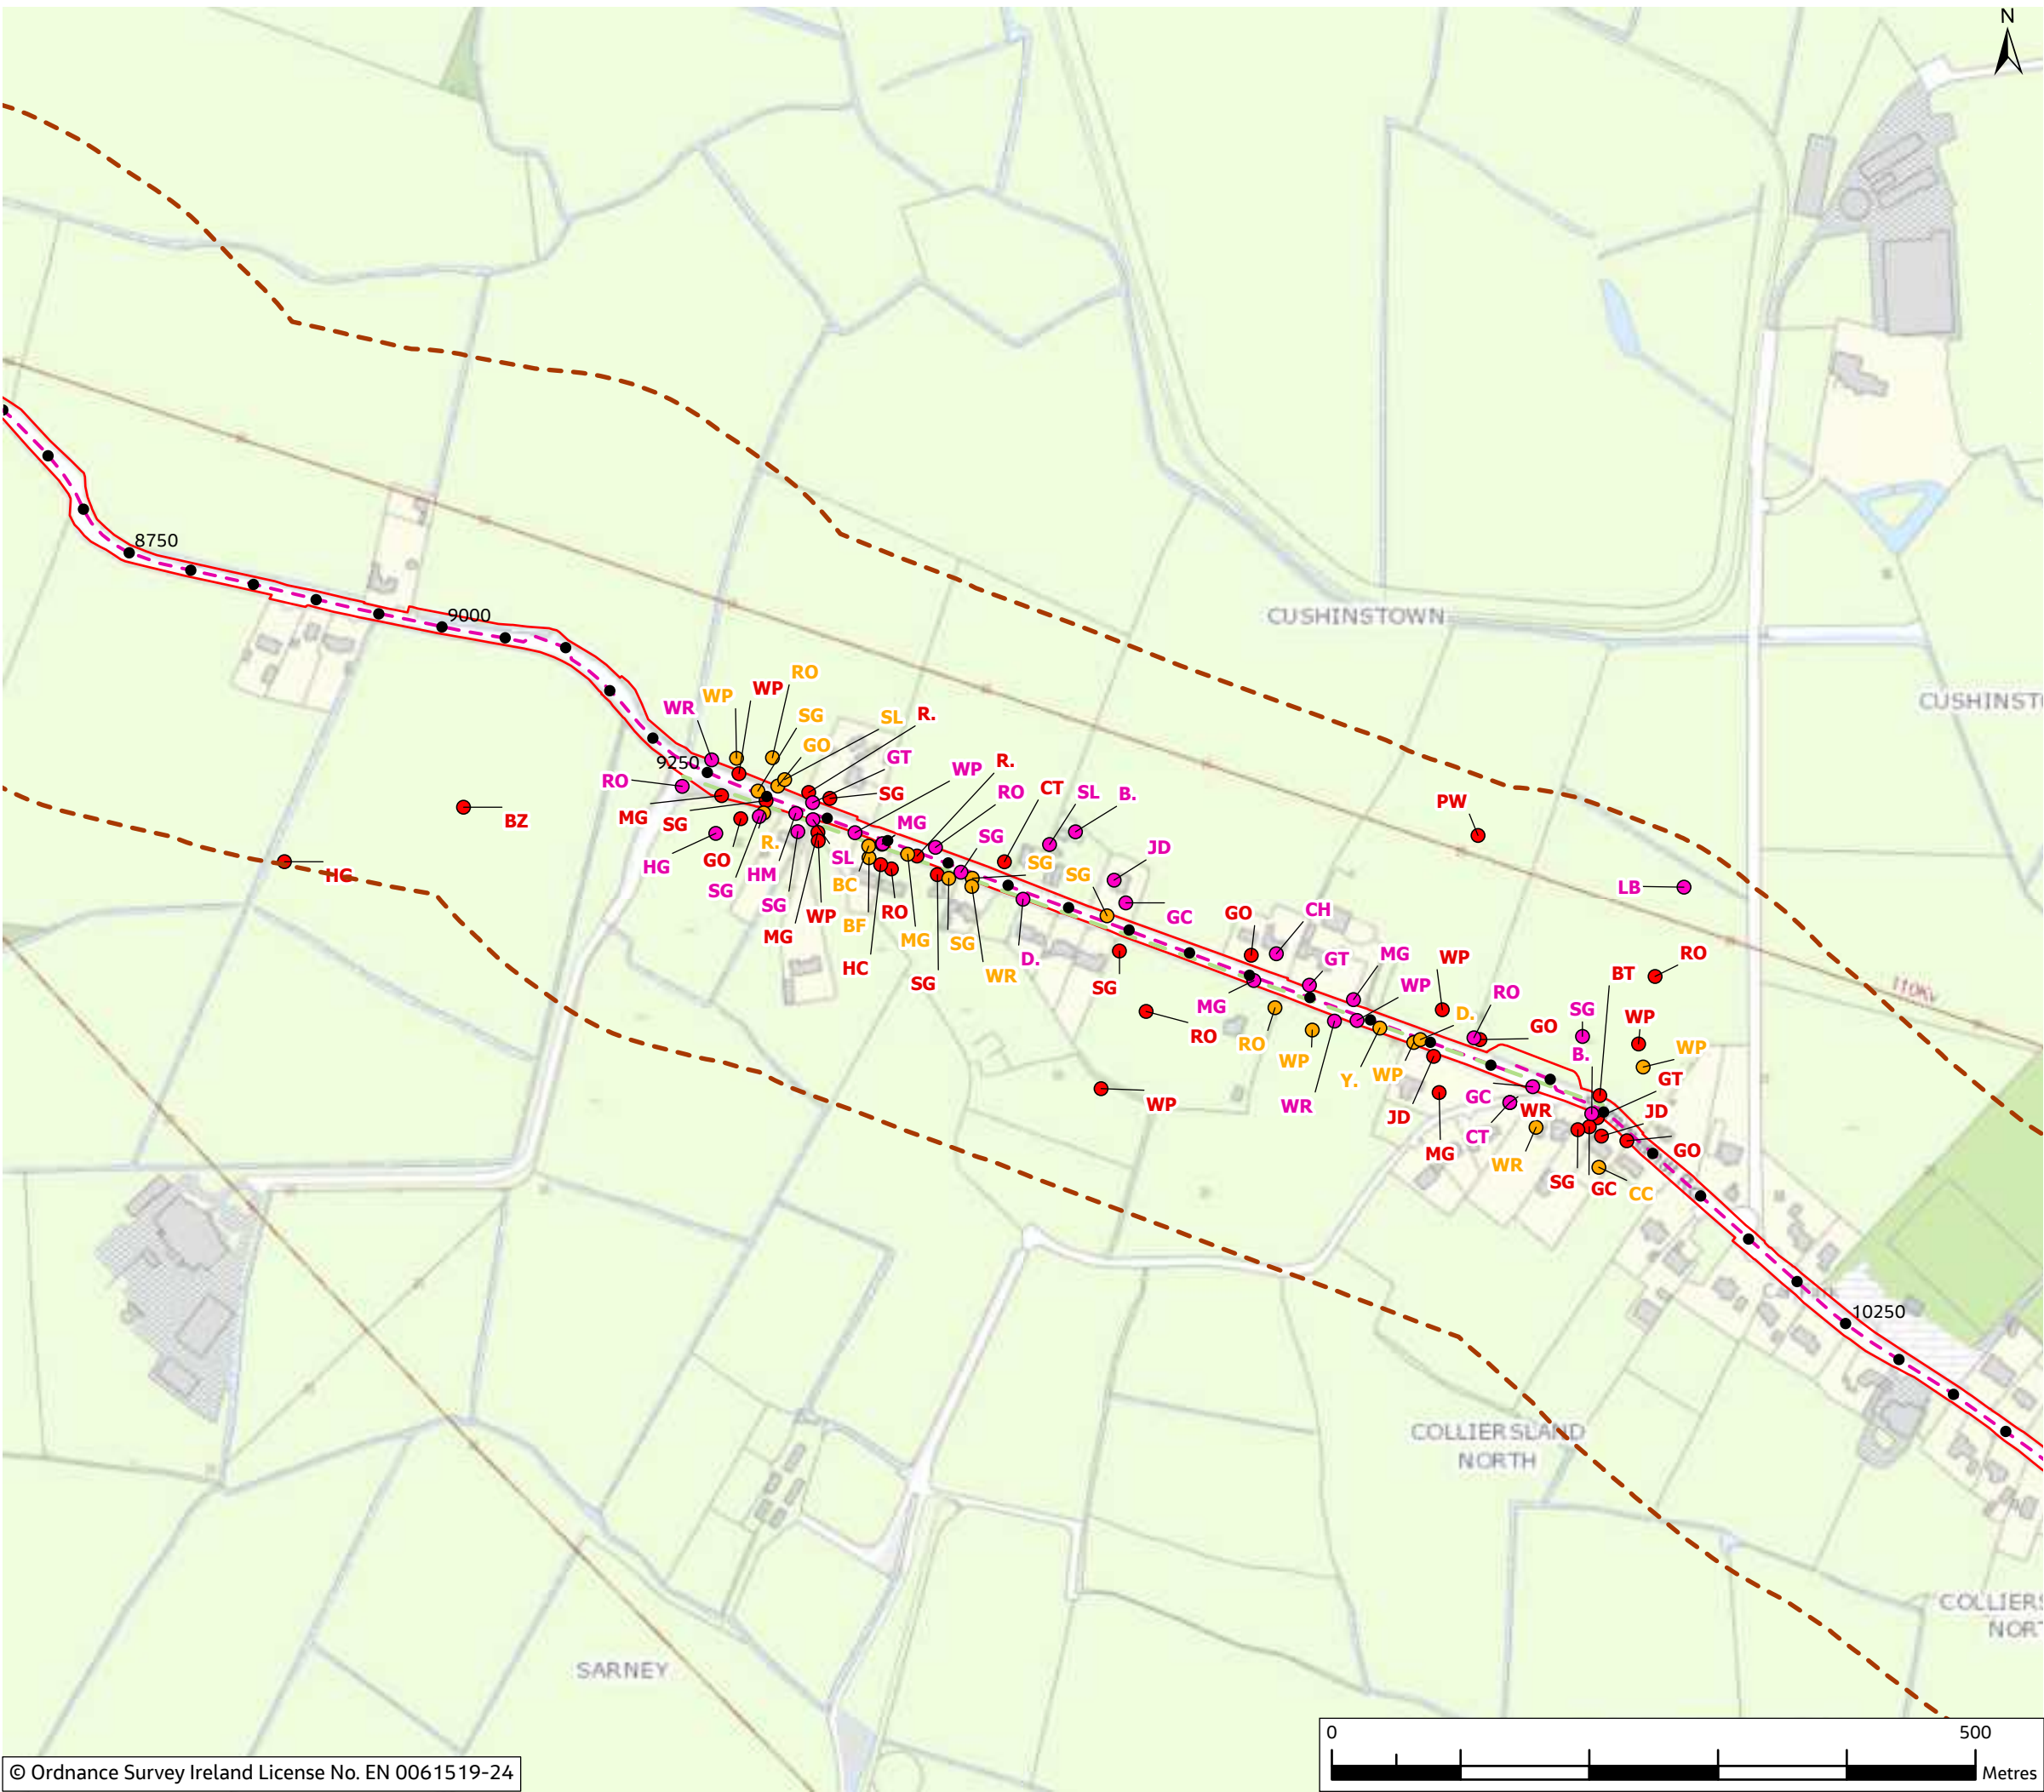 N
8750
9000
CUSHINSTOWN
RO
WP
WP
WR
CUSHINST
SG
SL
R.
GO
GT
9250
WP
R.
RO
SG
RO
CT
SL
B.
PW
MG
SG
MG
BZ
R.
SG
JD
HG
GO
SL
SG
SG
HG
HM
BC
LB
SG
SG
WP
RO
GC
GO
CH
BF
MG
MG
SG
RO
HC
WR
D.
GT
MG
WP
BT
SG
SG
WP
110KV
MG
RO
SG
D.
WP
RO
RO
GO
B.
WP
WP
Y.
WP
GT
WP
WR
JD
GC
WR
JD
CT
MG
WR
GO
SG
GC
CC
10250
COLLIERSLAND
NORTH
COLLIERS
NOR
SARNEY
0
500
Metres
© Ordnance Survey Ireland License No. EN 0061519-24